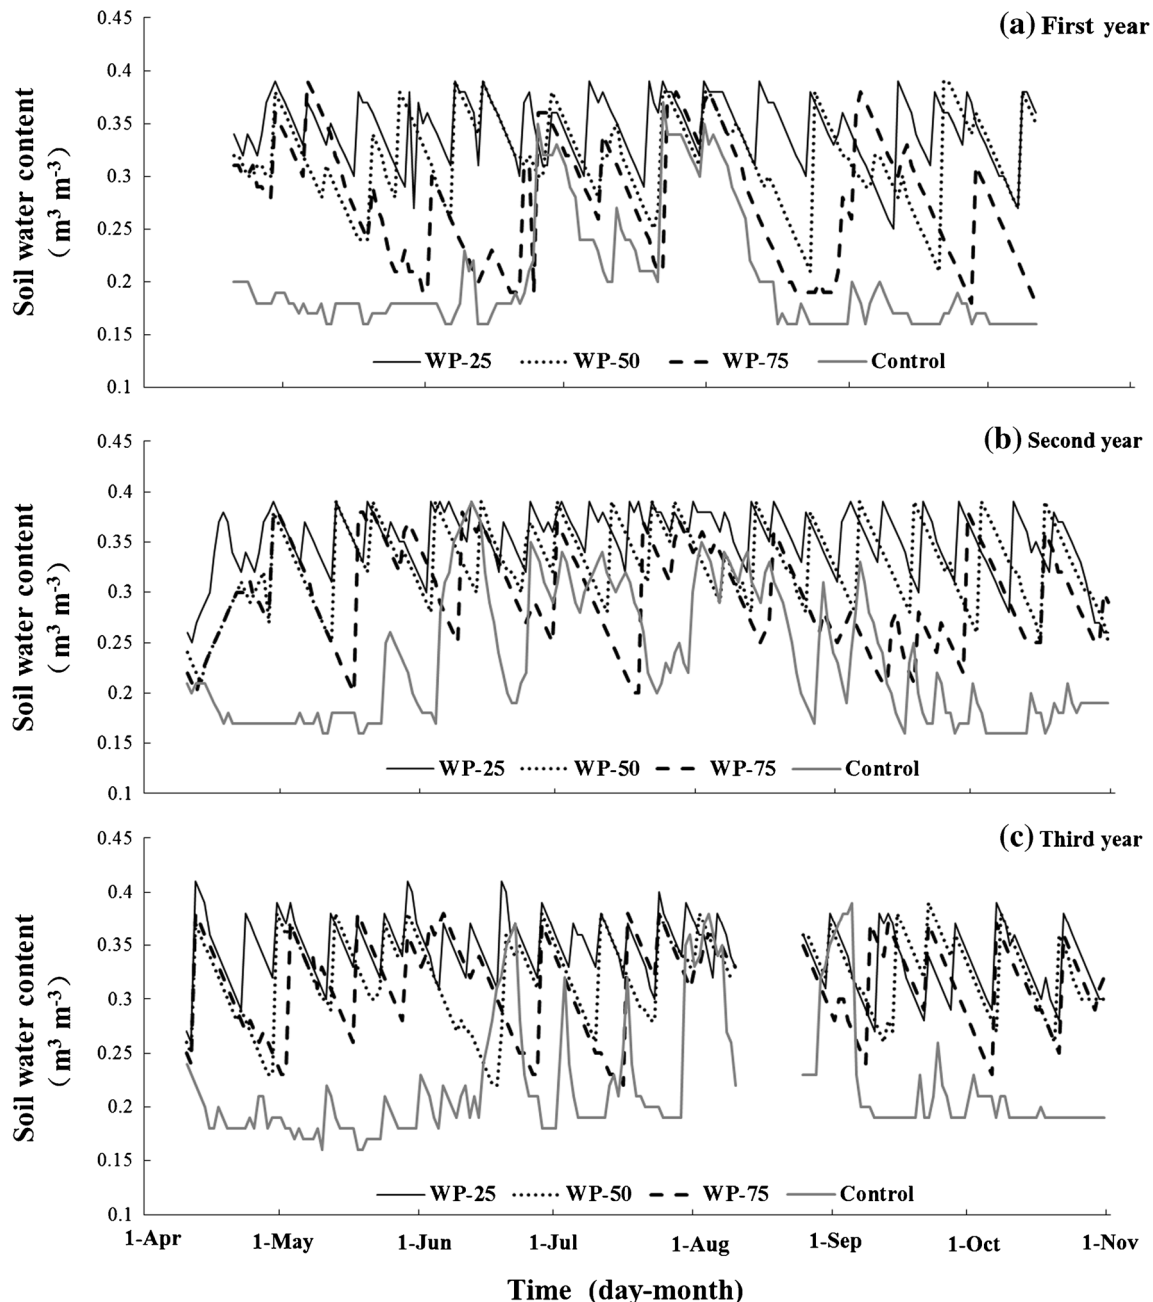 (a) First year
0.45
0.4
0.35
0.3
0.25
0.2
0.15
0.1
Soil water content
( m³ m⁻³)
WP-25 WP-50 WP-75 Control
(b) Second year
0.45
0.4
0.35
0.3
0.25
0.2
0.15
0.1
Soil water content
( m³ m⁻³)
WP-25 WP-50 WP-75 Control
(c) Third year
0.45
0.4
0.35
0.3
0.25
0.2
0.15
0.1
Soil water content
( m³ m⁻³)
WP-25 WP-50 WP-75 Control
1-Apr 1-May 1-Jun 1-Jul 1-Aug 1-Sep 1-Oct 1-Nov
Time (day-month)